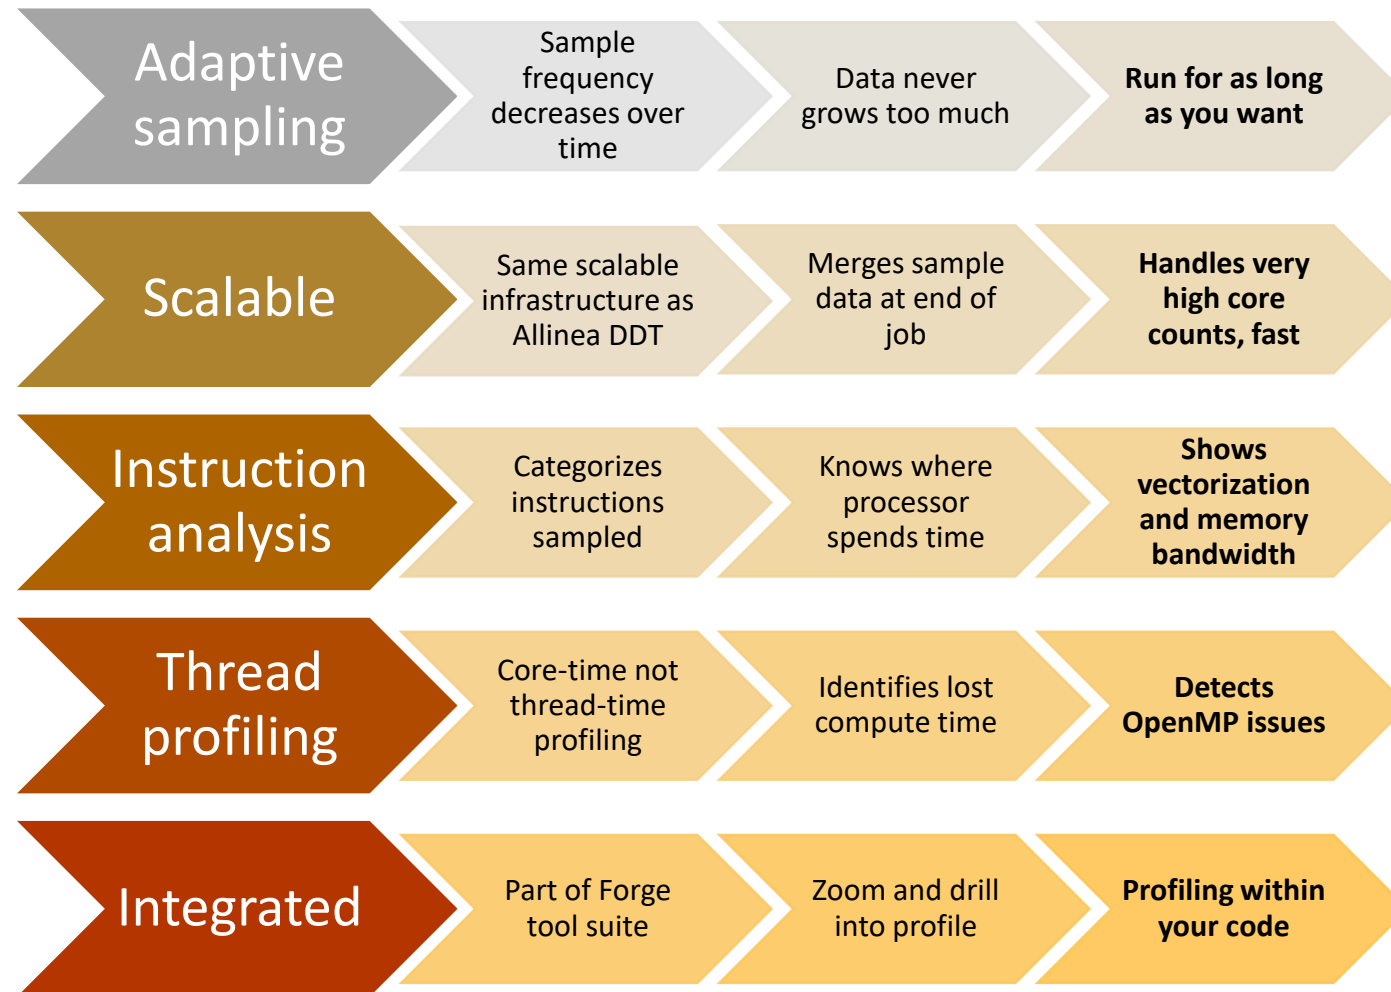 Adaptive
sampling
Sample
frequency
decreases over
time
Data never
grows too much
Run for as long
as you want
Scalable
Same scalable
infrastructure as
Allinea DDT
Merges sample
data at end of
job
Handles very
high core
counts, fast
Instruction
analysis
Categorizes
instructions
sampled
Knows where
processor
spends time
Shows
vectorization
and memory
bandwidth
Thread
profiling
Core-time not
thread-time
profiling
Identifies lost
compute time
Detects
OpenMP issues
Integrated
Part of Forge
tool suite
Zoom and drill
into profile
Profiling within
your code